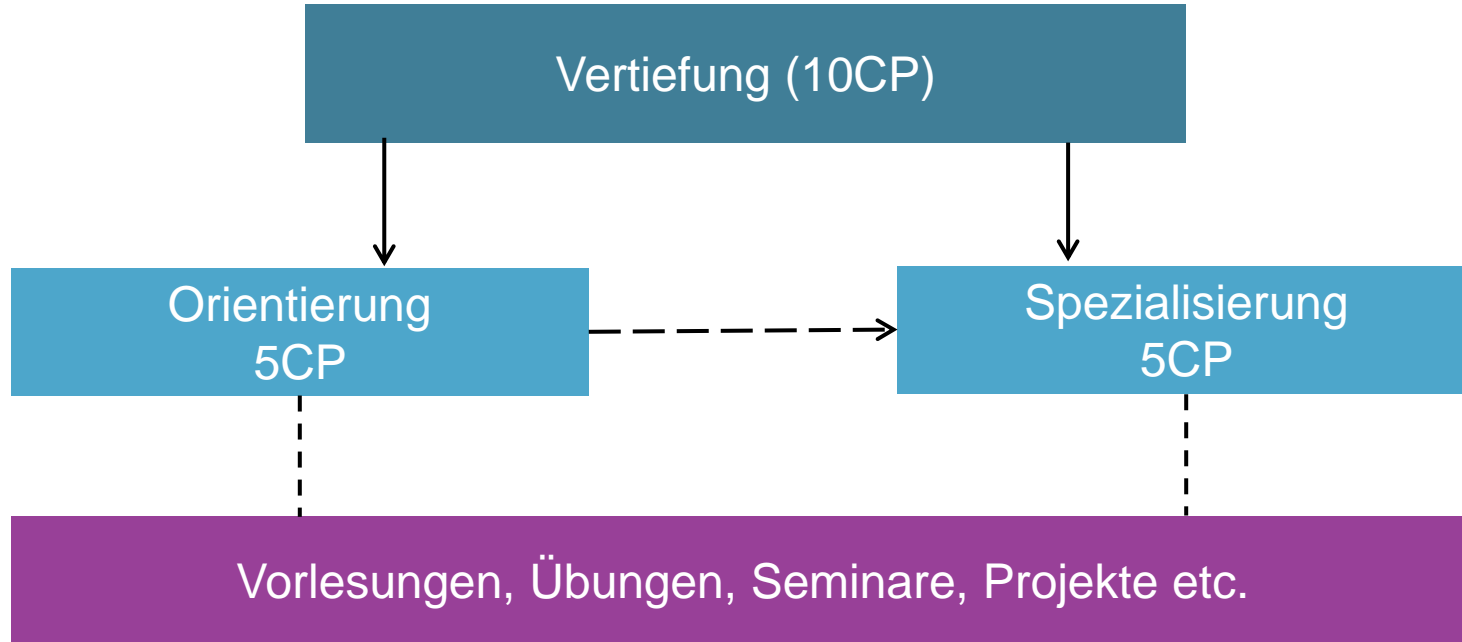 Vertiefung (10CP)
Orientierung
5CP
Spezialisierung
5CP
Vorlesungen, Übungen, Seminare, Projekte etc.